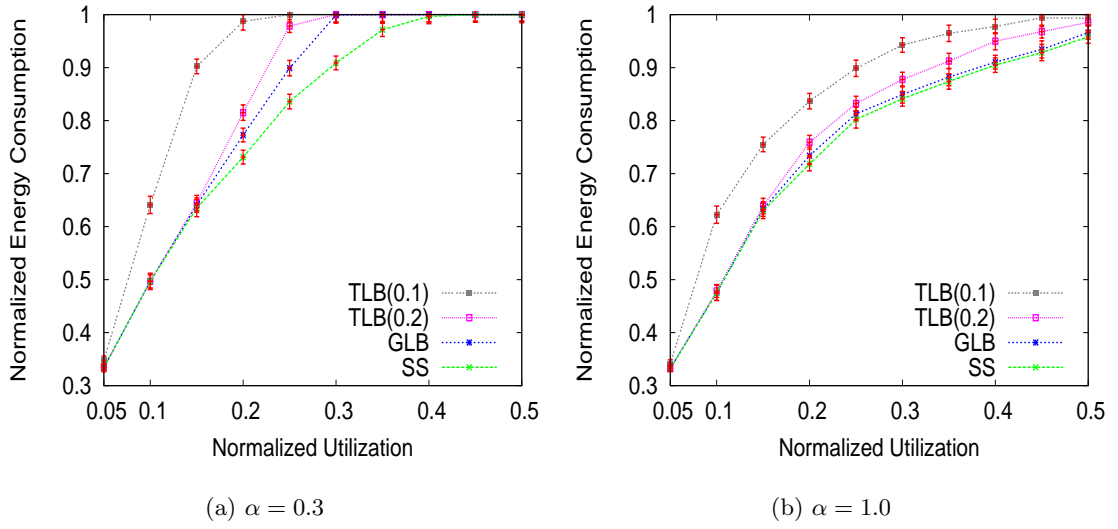 Normalized Energy Consumption
1
0.9
0.8
0.7
0.6
0.5
0.4
0.3
TLB(0.1)
TLB(0.2)
GLB
SS
0.05 0.1 0.2 0.3 0.4 0.5
Normalized Utilization
(a) α = 0.3
Normalized Energy Consumption
1
0.9
0.8
0.7
0.6
0.5
0.4
0.3
TLB(0.1)
TLB(0.2)
GLB
SS
0.05 0.1 0.2 0.3 0.4 0.5
Normalized Utilization
(b) α = 1.0